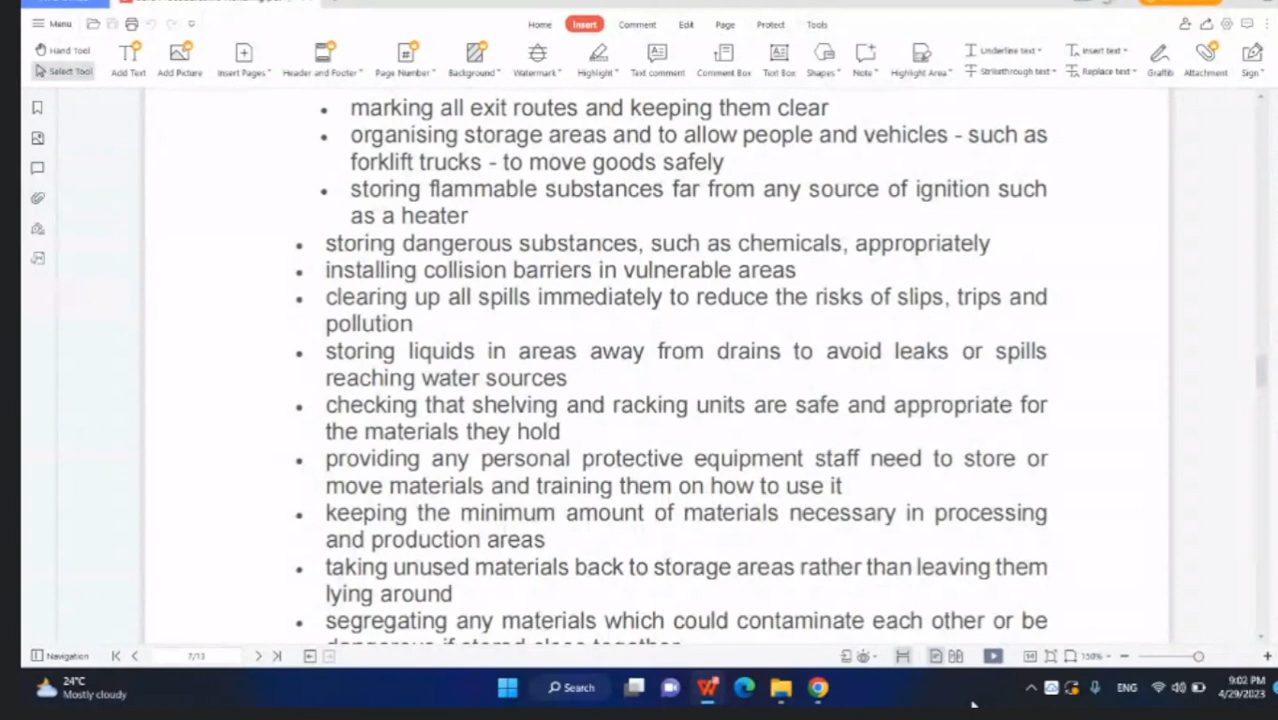 Menu
Home Insert Comment Edit Page Protect Tools
Hand Tool
Select Tool
Add Text Add Picture Insert Pages Header and Footer Page Number Background Watermark Highlight Text comment Comment Box Text Box Shapes Note Highlight Area Underline text Insert text Graffiti Attachment Sign
Strikethrough text Replace text
• marking all exit routes and keeping them clear
• organising storage areas and to allow people and vehicles - such as
forklift trucks - to move goods safely
• storing flammable substances far from any source of ignition such
as a heater
• storing dangerous substances, such as chemicals, appropriately
• installing collision barriers in vulnerable areas
• clearing up all spills immediately to reduce the risks of slips, trips and
pollution
• storing liquids in areas away from drains to avoid leaks or spills
reaching water sources
• checking that shelving and racking units are safe and appropriate for
the materials they hold
• providing any personal protective equipment staff need to store or
move materials and training them on how to use it
• keeping the minimum amount of materials necessary in processing
and production areas
• taking unused materials back to storage areas rather than leaving them
lying around
• segregating any materials which could contaminate each other or be
dangerous if stored close together
Navigation 7/13 150%
24°C
Mostly cloudy
Search
ENG
9:02 PM
4/29/2023